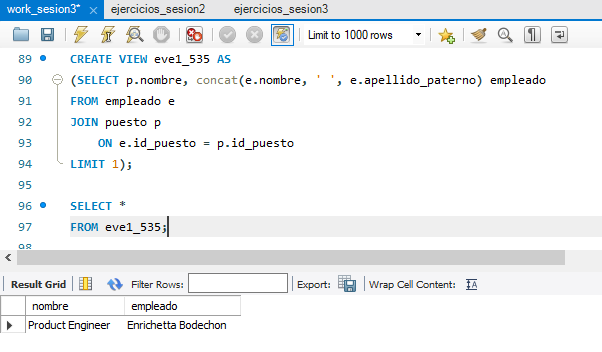 work_sesion3* × ejercicios_sesion2 ejercicios_sesion3
Limit to 1000 rows
89 CREATE VIEW eve1_535 AS
90 (SELECT p.nombre, concat(e.nombre, ' ', e.apellido_paterno) empleado
91 FROM empleado e
92 JOIN puesto p
93 ON e.id_puesto = p.id_puesto
94 LIMIT 1);
95
96 SELECT *
97 FROM eve1_535;
98
Result Grid Filter Rows: Export: Wrap Cell Content: IA
nombre empleado
Product Engineer Enrichetta Bodechon